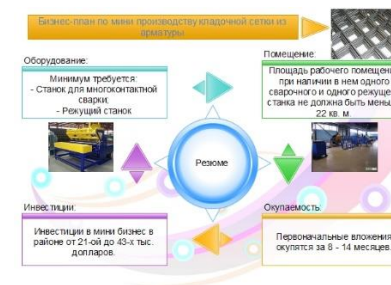 Бизнес-план по мини производству кладочной сетки из
арматуры
Оборудование:
Минимум требуется:
- Станок для многоконтактной
сварки;
- Режущий станок
Помещение:
Площадь рабочего помещен
при наличии в нем одного
сварочного и одного режуще
станка не должна быть мень
22 кв. м.
Резюме
Инвестиции:
Инвестиции в мини бизнес в
районе от 21-ой до 43-х тыс.
долларов.
Окупаемость:
Первоначальные вложения
окупятся за 8 - 14 месяцев.